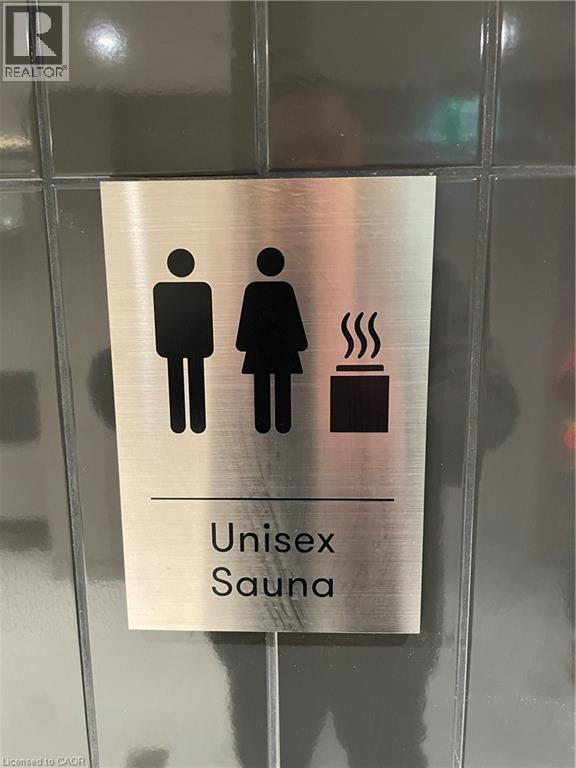 REALTOR®
Unisex
Sauna
Licensed to CAOR